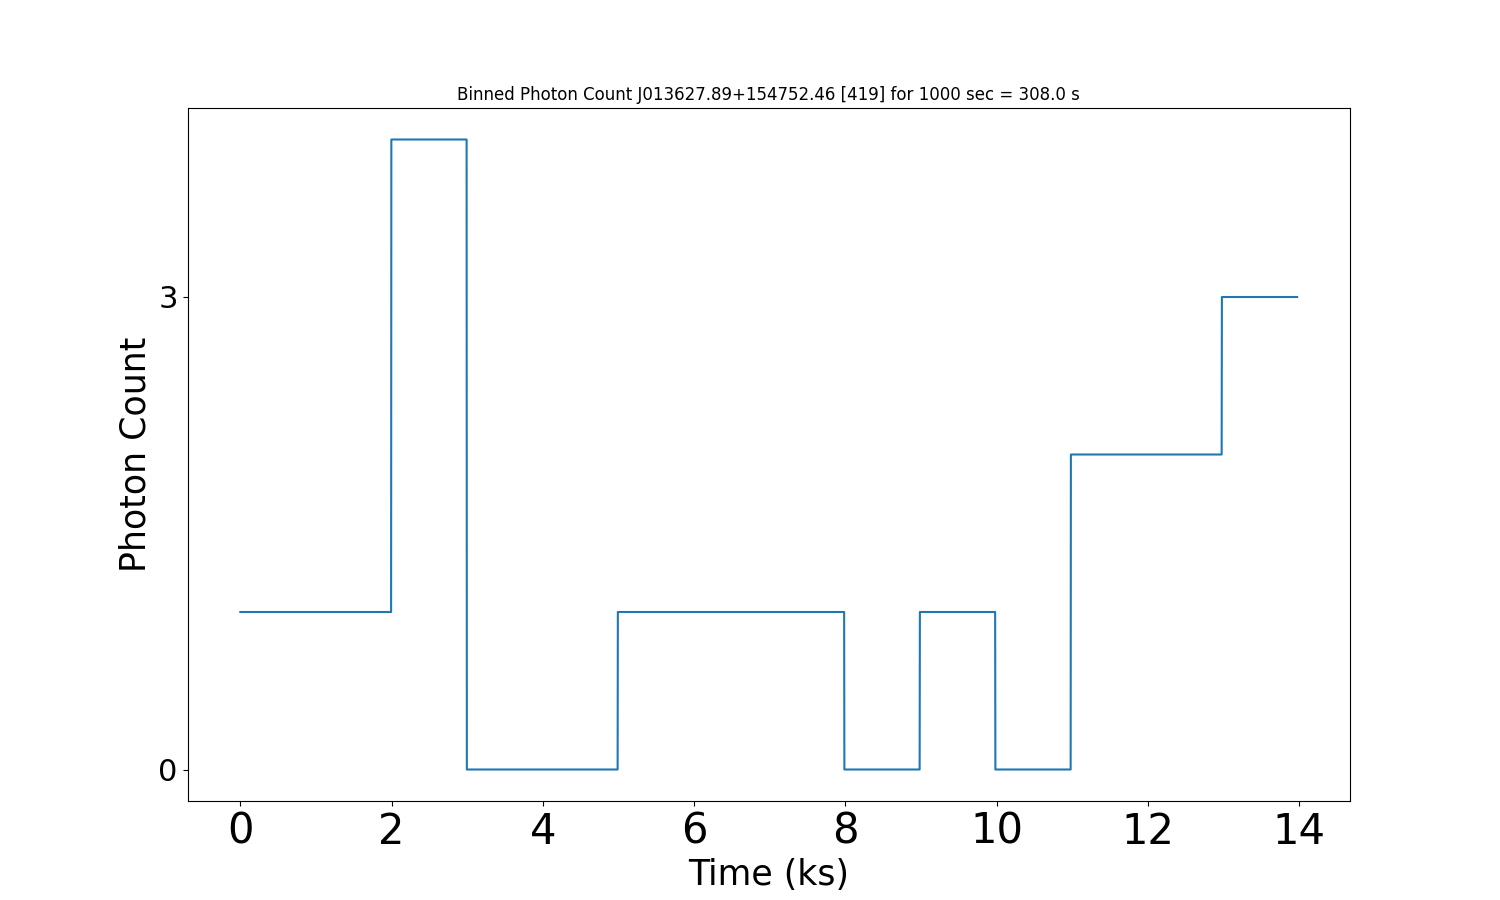 Binned Photon Count J013627.89+154752.46 [419] for 1000 sec = 308.0 s
Photon Count
3
0
0 2 4 6 8 10 12 14
Time (ks)